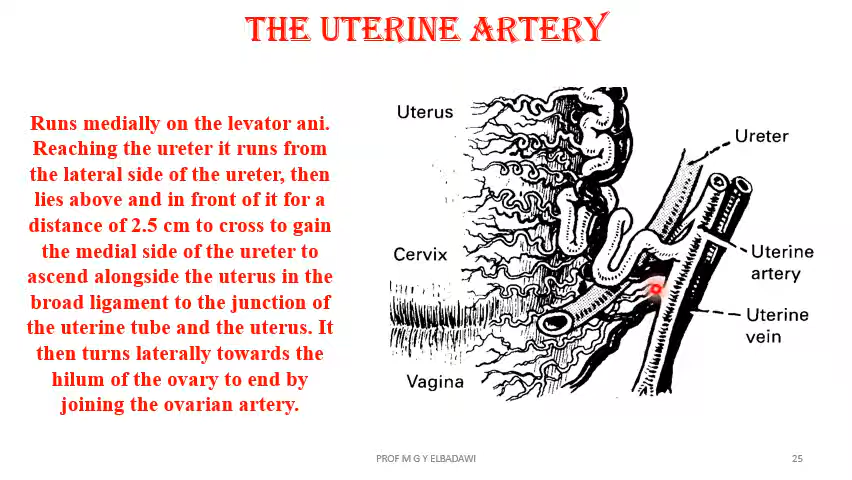 THE UTERINE ARTERY
Runs medially on the levator ani.
Reaching the ureter it runs from
the lateral side of the ureter, then
lies above and in front of it for a
distance of 2.5 cm to cross to gain
the medial side of the ureter to
ascend alongside the uterus in the
broad ligament to the junction of
the uterine tube and the uterus. It
then turns laterally towards the
hilum of the ovary to end by
joining the ovarian artery.
Uterus
Ureter
Cervix
Uterine
artery
Uterine
vein
Vagina
PROF M G Y ELBADAWI
25